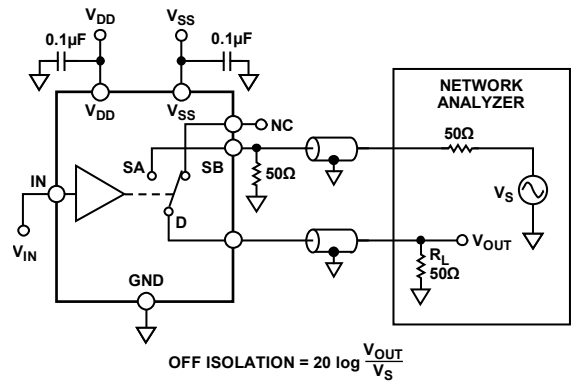 VDD
VSS
0.1µF
0.1µF
VDD
VSS
NC
NETWORK
ANALYZER
SA
SB
50Ω
50Ω
IN
VS
D
VIN
VOUT
RL
50Ω
GND
OFF ISOLATION = 20 log VOUT/VS